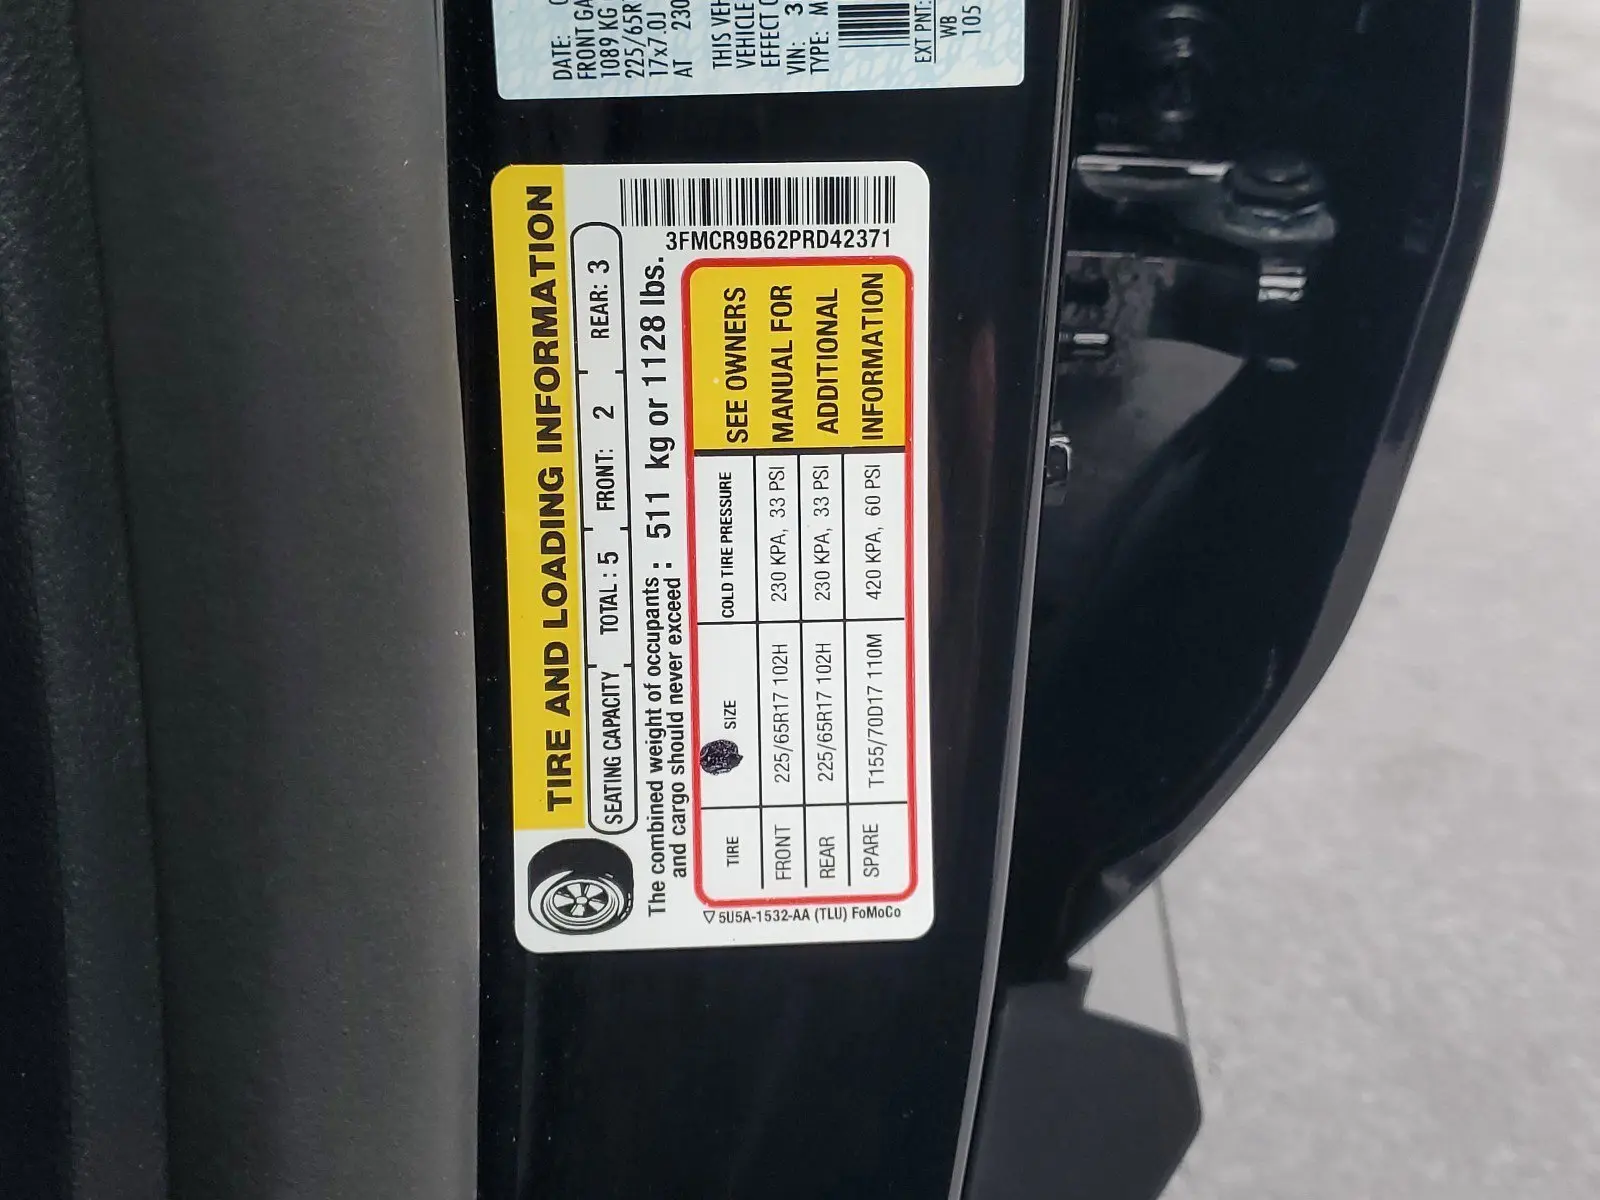 DATE:
FRONT GA
1089 KG
225/65R
17x7.0J
AT 230
THIS VEH
VEHICLE
EFFECT
VIN: 3
TYPE: M
EXT PNT:
WB
105
TIRE AND LOADING INFORMATION
SEATING CAPACITY TOTAL : 5 FRONT: 2 REAR: 3
The combined weight of occupants
and cargo should never exceed : 511 kg or 1128 lbs.
3FMCR9B62PRD42371
TIRE SIZE COLD TIRE PRESSURE
FRONT 225/65R17 102H 230 KPA, 33 PSI
REAR 225/65R17 102H 230 KPA, 33 PSI
SPARE T155/70D17 110M 420 KPA, 60 PSI
SEE OWNERS
MANUAL FOR
ADDITIONAL
INFORMATION
5U5A-1532-AA (TLU) FoMoCo